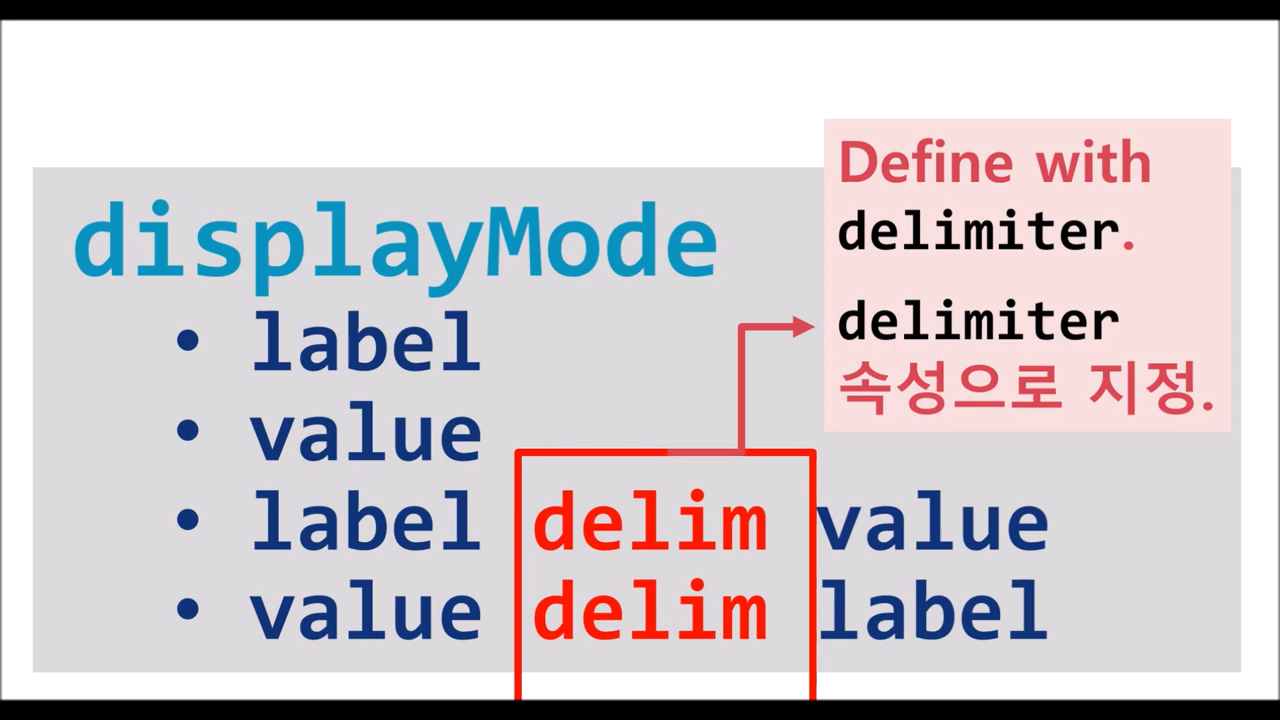 displayMode
• label
• value
• label delim value
• value delim label
Define with
delimiter.
delimiter
속성으로 지정.